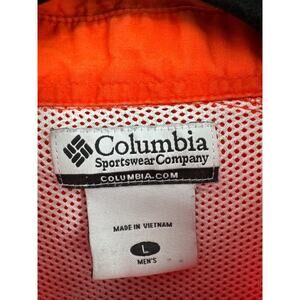 Columbia
Sportswear Company
COLUMBIA.COM
MADE IN VIETNAM
L
MEN'S